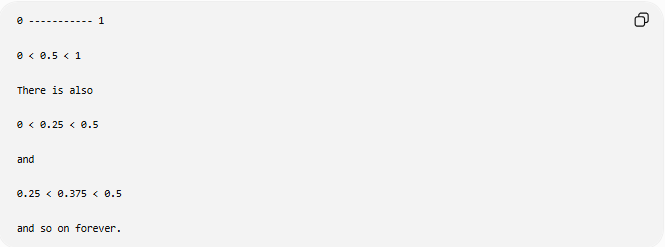 0 ----------- 1
0 < 0.5 < 1
There is also
0 < 0.25 < 0.5
and
0.25 < 0.375 < 0.5
and so on forever.